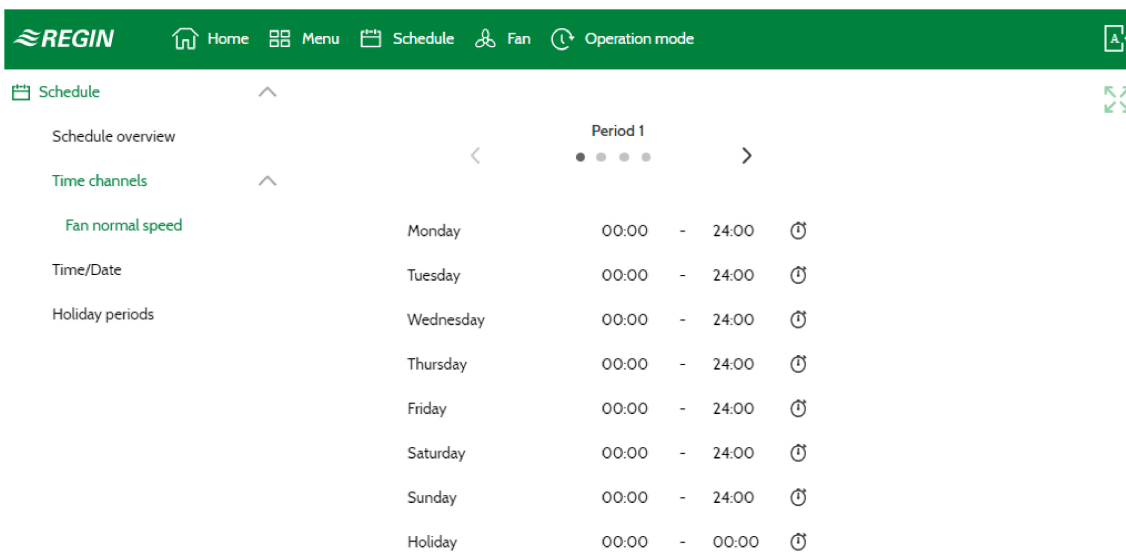 REGIN Home Menu Schedule Fan Operation mode A
Schedule
Schedule overview
Time channels
Fan normal speed
Time/Date
Holiday periods
Period 1
Monday 00:00 - 24:00
Tuesday 00:00 - 24:00
Wednesday 00:00 - 24:00
Thursday 00:00 - 24:00
Friday 00:00 - 24:00
Saturday 00:00 - 24:00
Sunday 00:00 - 24:00
Holiday 00:00 - 00:00